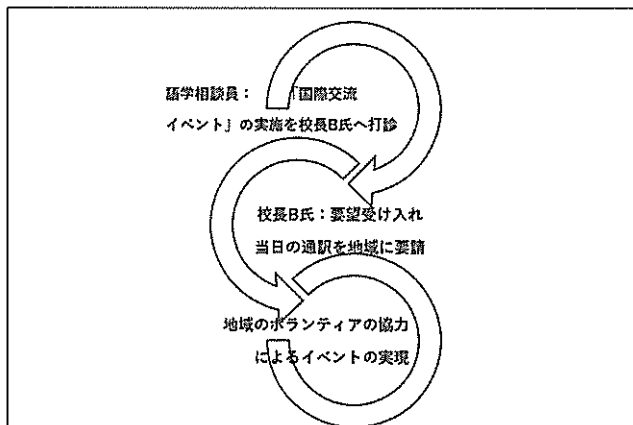 語学相談員： 「国際交流
イベント」の実施を校長B氏へ打診
校長B氏：要望受け入れ
当日の通訳を地域に要請
地域のボランティアの協力
によるイベントの実現